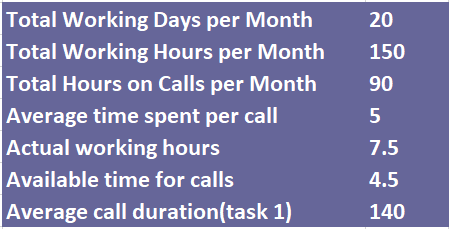 Total Working Days per Month 20
Total Working Hours per Month 150
Total Hours on Calls per Month 90
Average time spent per call 5
Actual working hours 7.5
Available time for calls 4.5
Average call duration(task 1) 140